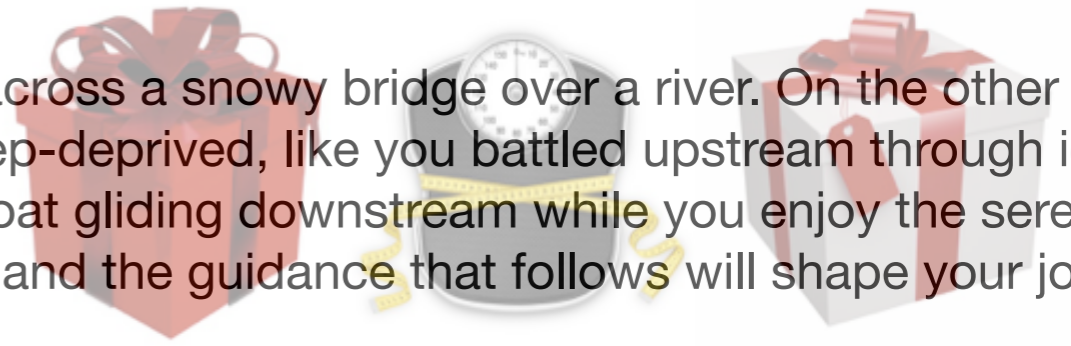 across a snowy bridge over a river. On the other
ep-deprived, like you battled upstream through i
oat gliding downstream while you enjoy the sere
and the guidance that follows will shape your jo